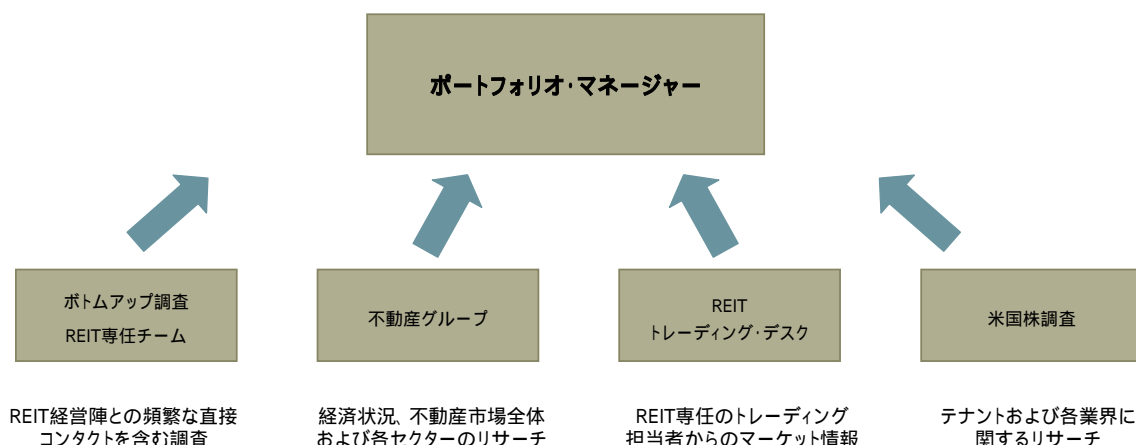 ポートフォリオ・マネージャー
ボトムアップ調査
REIT専任チーム
不動産グループ
REIT
トレーディング・デスク
米国株調査
REIT経営陣との頻繁な直接
コンタクトを含む調査
経済状況、不動産市場全体
および各セクターのリサーチ
REIT専任のトレーディング
担当者からのマーケット情報
テナントおよび各業界に
関するリサーチ